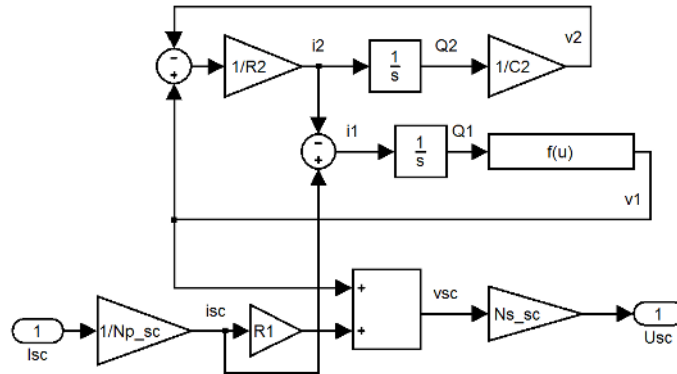 v2
i2
Q2
-
+
1/R2
1
s
1/C2
i1
Q1
-
+
1
s
f(u)
v1
isc
+
vsc
1
Isc
1/Np_sc
R1
+
Ns_sc
1
Usc